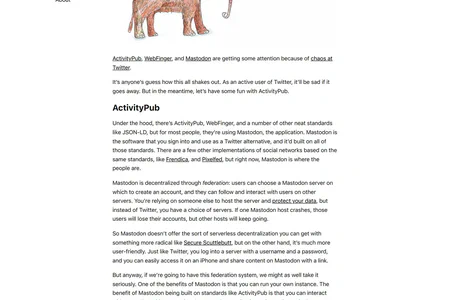 About
ActivityPub, WebFinger, and Mastodon are getting some attention because of chaos at
Twitter.
It's anyone's guess how this all shakes out. As an active user of Twitter, it'll be sad if it
goes away. But in the meantime, let's have some fun with ActivityPub.
ActivityPub
Under the hood, there's ActivityPub, WebFinger, and a number of other neat standards
like JSON-LD, but for most people, they're using Mastodon, the application. Mastodon is
the software that you sign into and use as a Twitter alternative, and it'd built on all of
those standards. There are a few other implementations of social networks based on the
same standards, like Frendica, and Pixelfed, but right now, Mastodon is where the
people are.
Mastodon is decentralized through federation: users can choose a Mastodon server on
which to create an account, and they can follow and interact with users on other
servers. You're relying on someone else to host the server and protect your data, but
instead of Twitter, you have a choice of servers. If one Mastodon host crashes, those
users will lose their accounts, but other hosts will keep going.
So Mastodon doesn't offer the sort of serverless decentralization you can get with
something more radical like Secure Scuttlebutt, but on the other hand, it's much more
user-friendly. Just like Twitter, you log into a server with a username and a password,
and you can easily access it on an iPhone and share content on Mastodon with a link.
But anyway, if we're going to have this federation system, we might as well take it
seriously. One of the benefits of Mastodon is that you can run your own instance. The
benefit of Mastodon being built on standards like ActivityPub is that you can interact